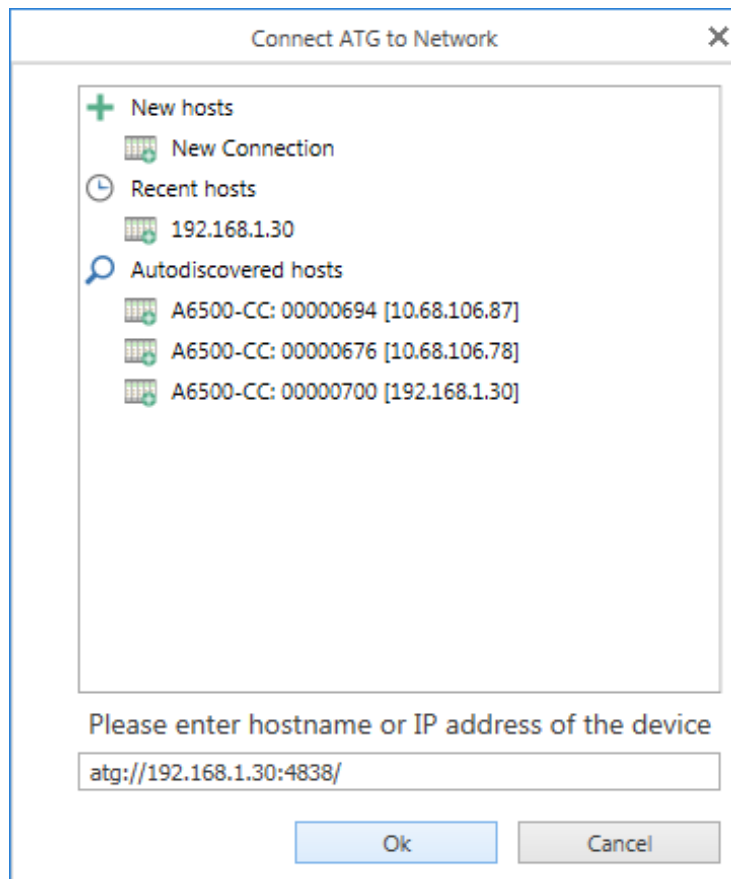 Connect ATG to Network
New hosts
New Connection
Recent hosts
192.168.1.30
Autodiscovered hosts
A6500-CC: 00000694 [10.68.106.87]
A6500-CC: 00000676 [10.68.106.78]
A6500-CC: 00000700 [192.168.1.30]
Please enter hostname or IP address of the device
atg://192.168.1.30:4838/
Ok Cancel